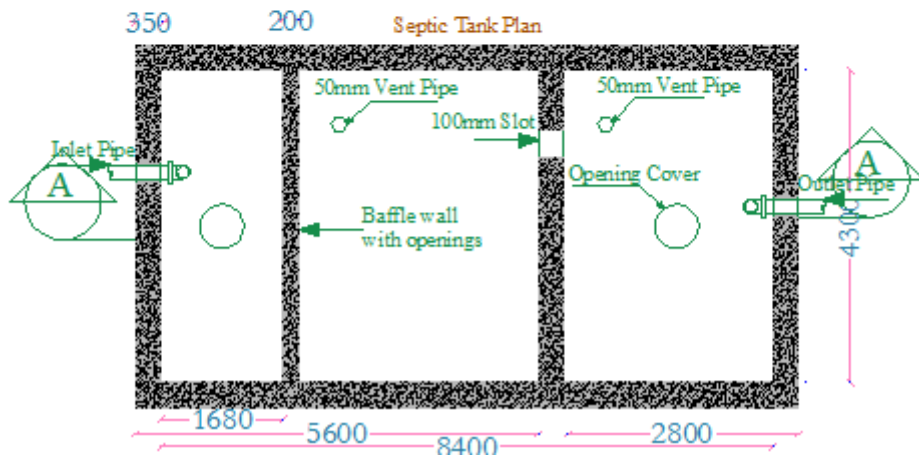 350
200
Septic Tank Plan
50mm Vent Pipe
50mm Vent Pipe
100mm Slot
Inlet Pipe
A
A
Opening Cover
Outlet Pipe
Baffle wall
with openings
4300
1680
5600
2800
8400